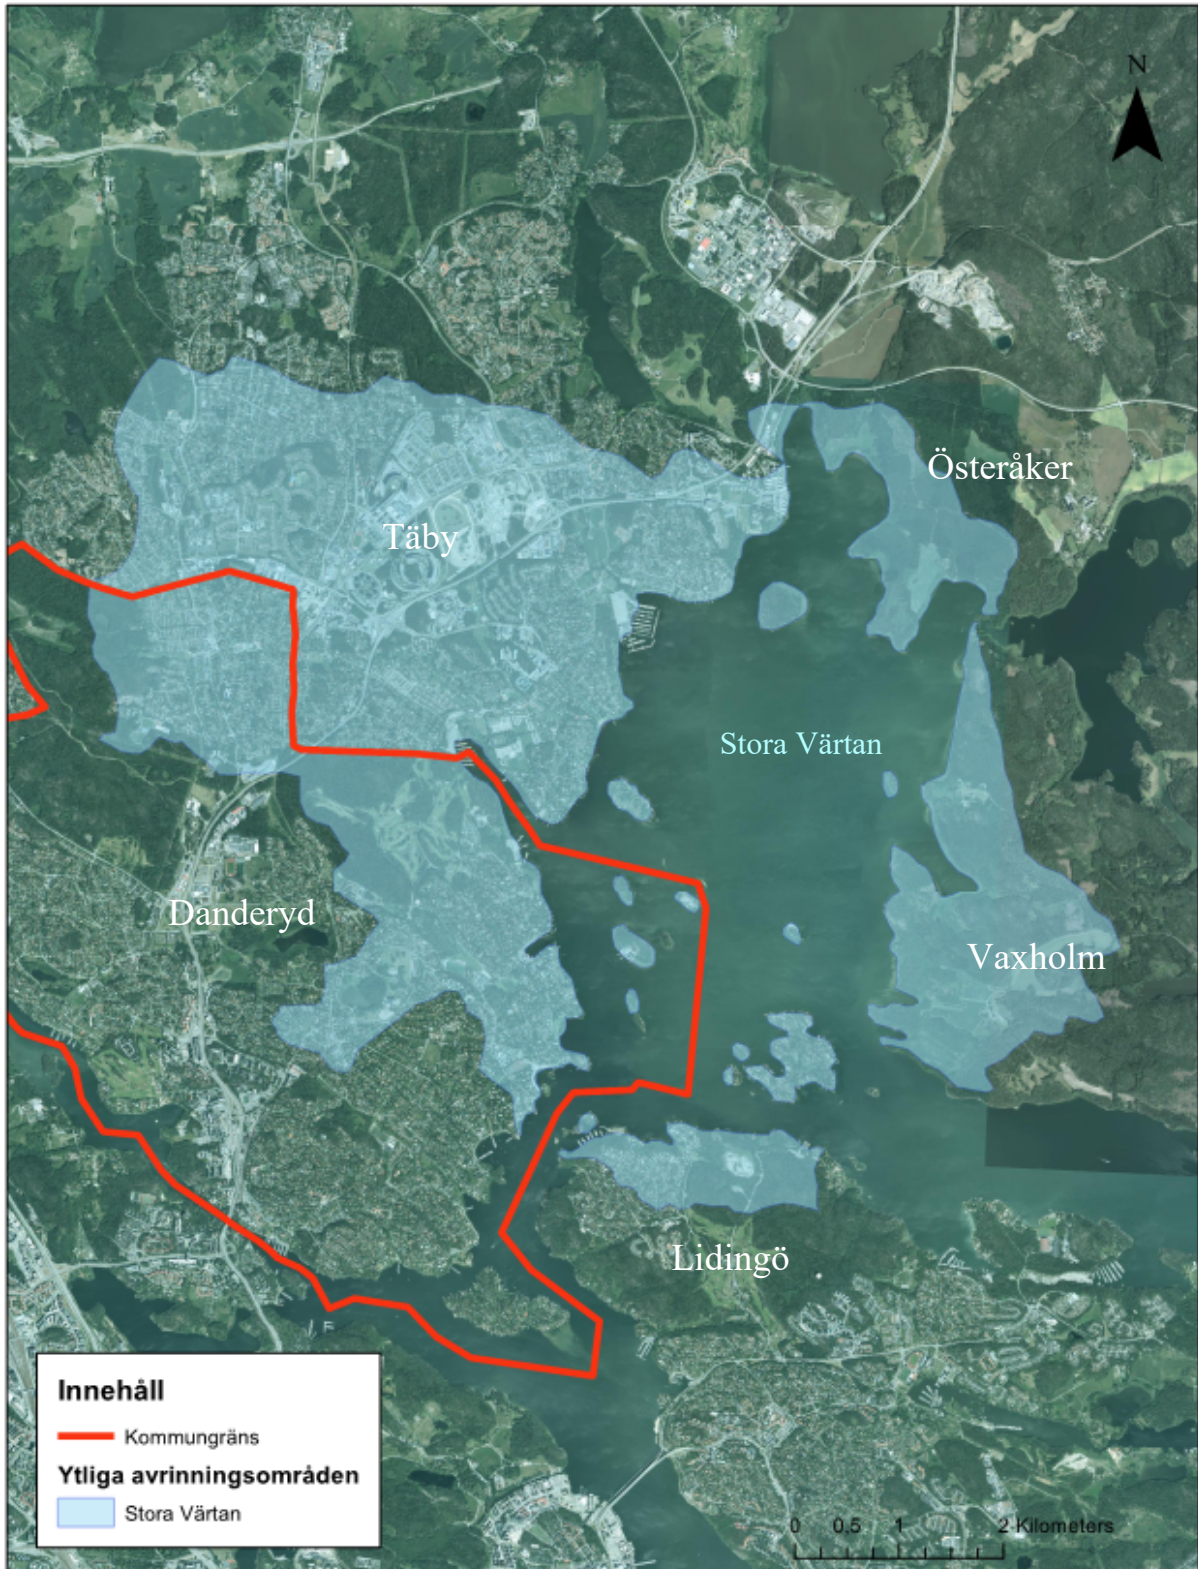 N
Österåker
Täby
Stora Värtan
Danderyd
Vaxholm
Lidingö
Innehåll
Kommungräns
Ytliga avrinningsområden
Stora Värtan
0 0,5 1 2 Kilometers